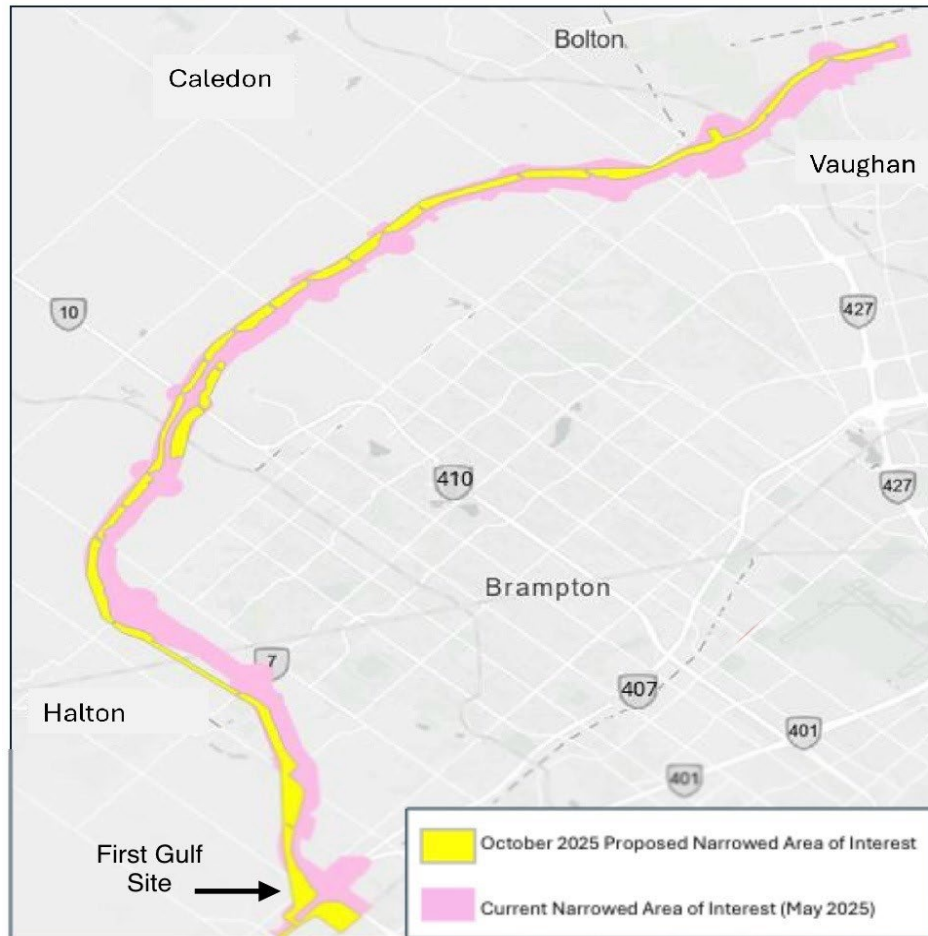 Bolton
Caledon
Vaughan
10
427
410
427
Brampton
7
407
Halton
401
401
First Gulf
Site
October 2025 Proposed Narrowed Area of Interest
Current Narrowed Area of Interest (May 2025)